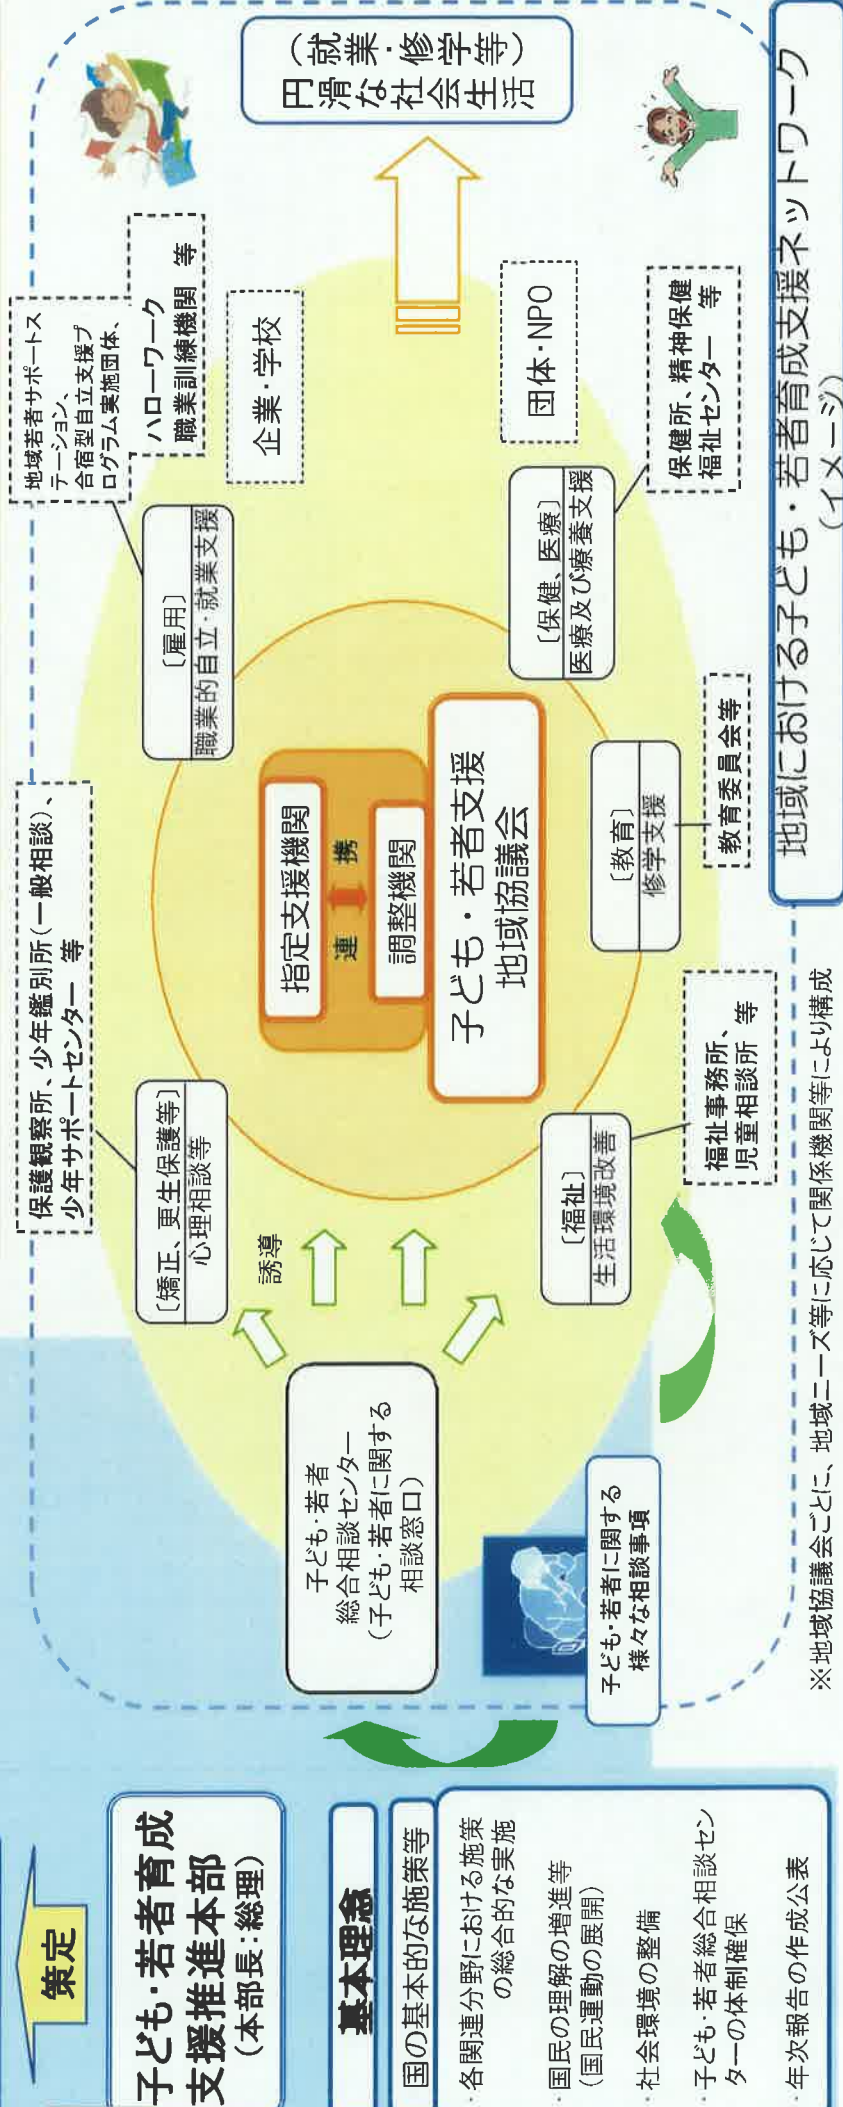 策定
子ども・若者育成
支援推進本部
(本部長:総理)
基本理念
国の基本的な施策等
・各関連分野における施策
の総合的な実施
・国民の理解の増進等
(国民運動の展開)
・社会環境の整備
・子ども・若者総合相談セン
ターの体制確保
・年次報告の作成公表
子ども・若者
総合相談センター
(子ども・若者に関する
相談窓口)
子ども・若者に関する
様々な相談事項
誘導
保護観察所、少年鑑別所(一般相談)、
少年サポートセンター 等
〔矯正、更生保護等〕
心理相談等
〔福祉〕
生活環境改善
福祉事務所、
児童相談所 等
指定支援機関
連 携
調整機関
子ども・若者支援
地域協議会
〔教育〕
修学支援
教育委員会等
〔雇用〕
職業的自立・就業支援
地域若者サポートス
テーション、
合宿型自立支援プ
ログラム実施団体、
ハローワーク
職業訓練機関 等
企業・学校
団体・NPO
〔保健、医療〕
医療及び療養支援
保健所、精神保健
福祉センター 等
(就業・修学等)
円滑な社会生活
地域における子ども・若者育成支援ネットワーク
(イメージ)
※地域協議会ごとに、地域ニーズ等に応じて関係機関等により構成